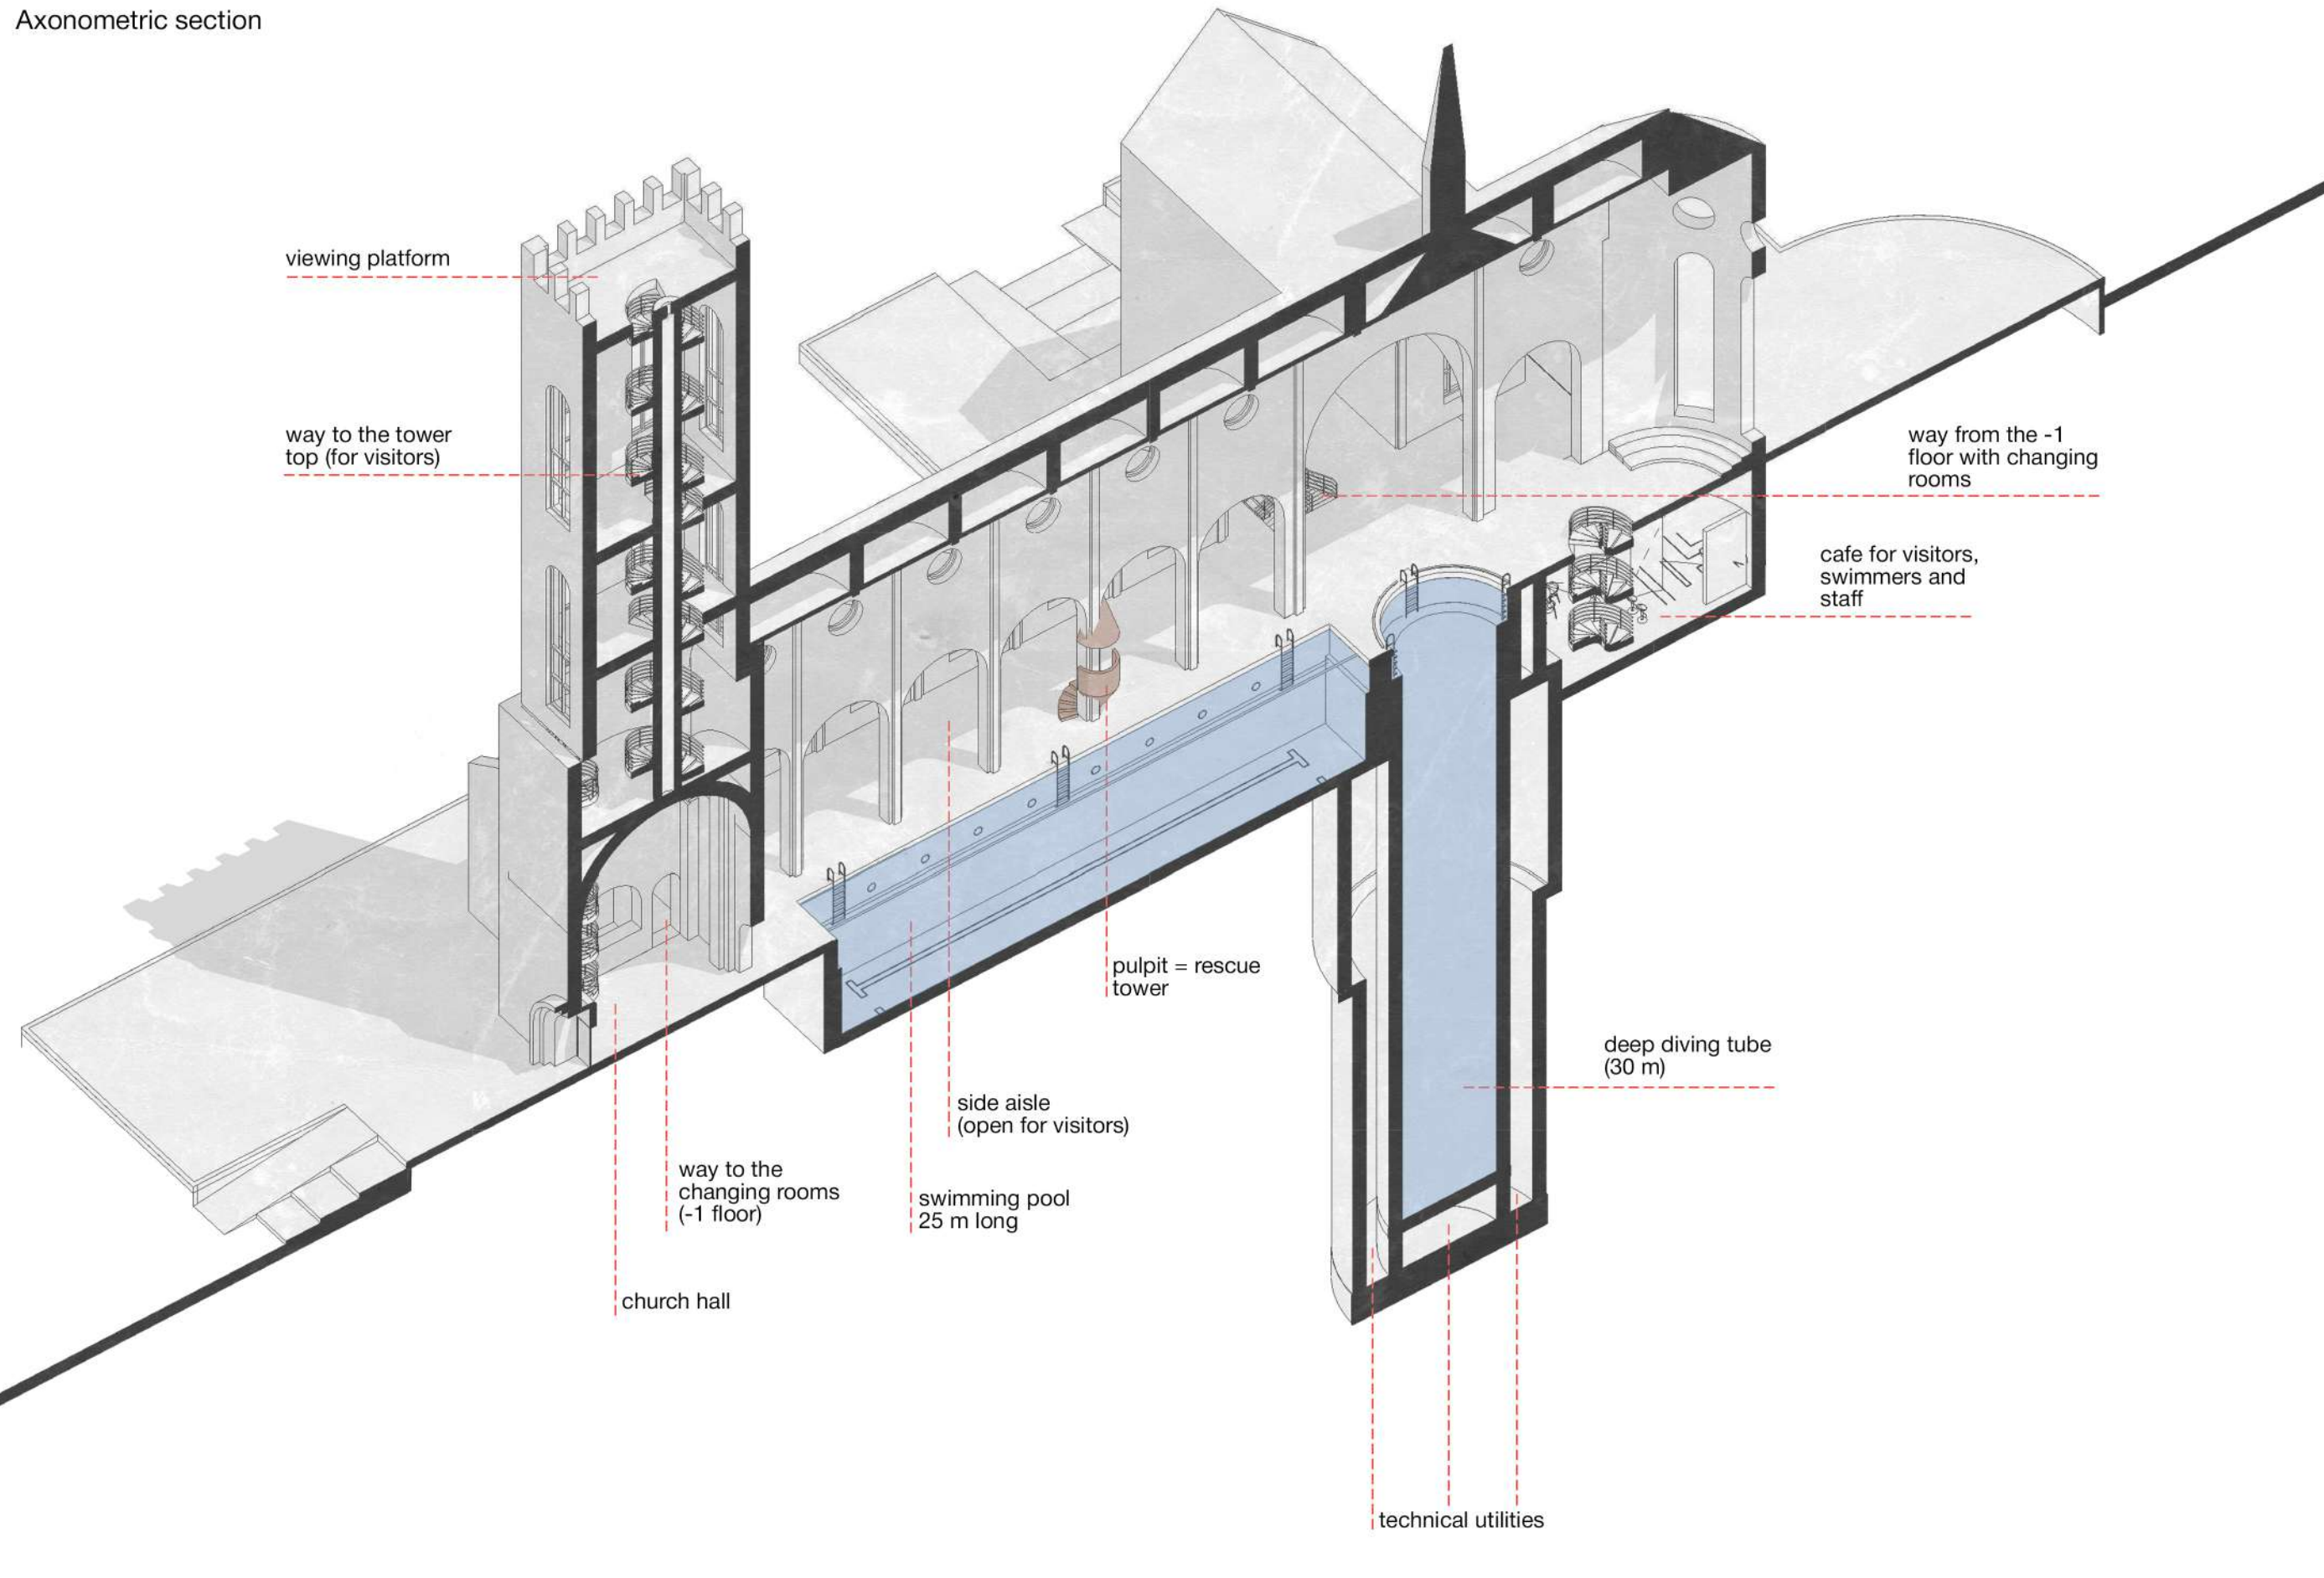 Axonometric section
viewing platform
way to the tower
top (for visitors)
way from the -1
floor with changing
rooms
cafe for visitors,
swimmers and
staff
pulpit = rescue
tower
deep diving tube
(30 m)
side aisle
(open for visitors)
way to the
changing rooms
(-1 floor)
swimming pool
25 m long
church hall
technical utilities